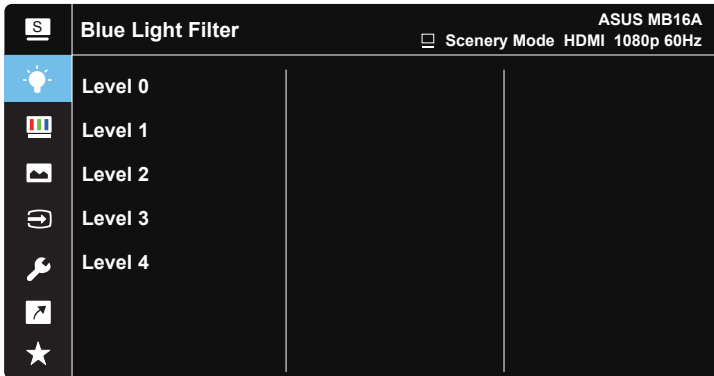 S
Blue Light Filter
ASUS MB16A
Scenery Mode HDMI 1080p 60Hz
Level 0
Level 1
Level 2
Level 3
Level 4